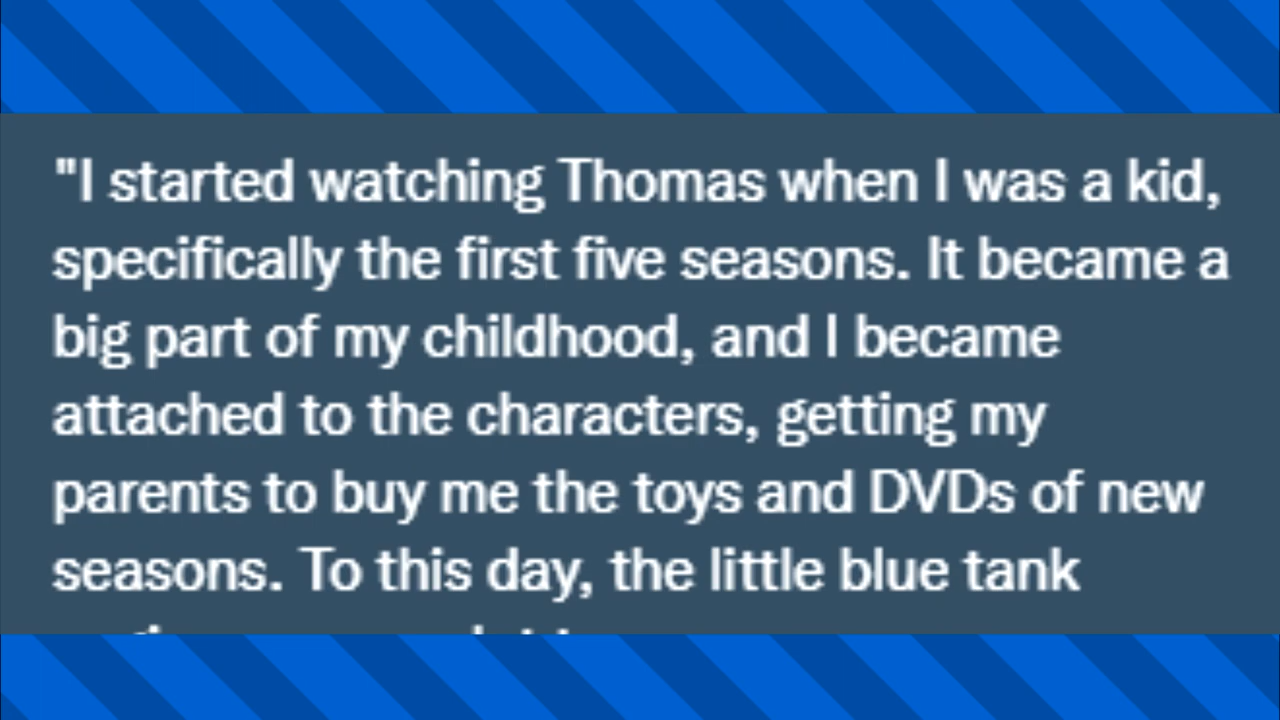 "I started watching Thomas when I was a kid,
specifically the first five seasons. It became a
big part of my childhood, and I became
attached to the characters, getting my
parents to buy me the toys and DVDs of new
seasons. To this day, the little blue tank